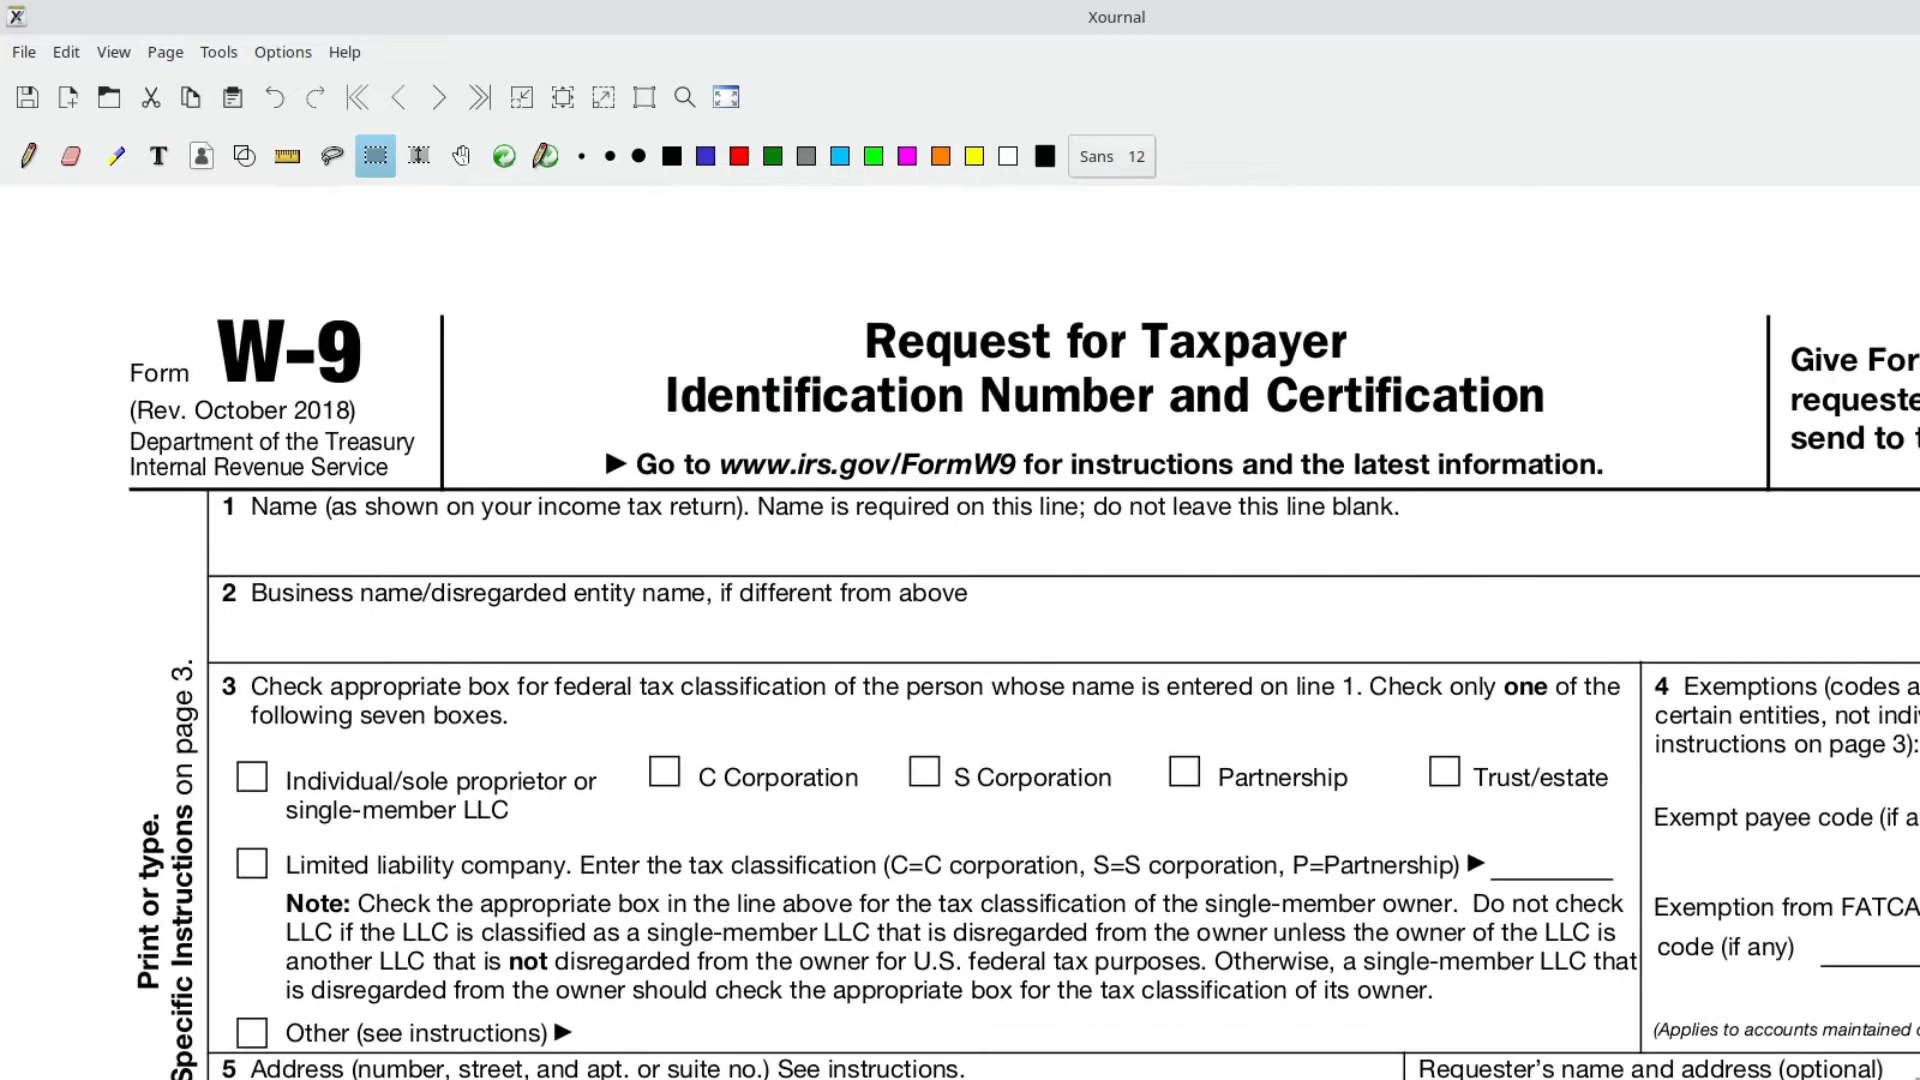 Xournal
File Edit View Page Tools Options Help
T
Sans 12
Form W-9
(Rev. October 2018)
Department of the Treasury
Internal Revenue Service
Request for Taxpayer
Identification Number and Certification
▶ Go to www.irs.gov/FormW9 for instructions and the latest information.
Give For
requeste
send to t
1 Name (as shown on your income tax return). Name is required on this line; do not leave this line blank.
2 Business name/disregarded entity name, if different from above
3 Check appropriate box for federal tax classification of the person whose name is entered on line 1. Check only one of the
following seven boxes.
Individual/sole proprietor or
single-member LLC
C Corporation
S Corporation
Partnership
Trust/estate
Limited liability company. Enter the tax classification (C=C corporation, S=S corporation, P=Partnership) ▶
Note: Check the appropriate box in the line above for the tax classification of the single-member owner. Do not check
LLC if the LLC is classified as a single-member LLC that is disregarded from the owner unless the owner of the LLC is
another LLC that is not disregarded from the owner for U.S. federal tax purposes. Otherwise, a single-member LLC that
is disregarded from the owner should check the appropriate box for the tax classification of its owner.
Other (see instructions) ▶
4 Exemptions (codes a
certain entities, not indi
instructions on page 3):
Exempt payee code (if a
Exemption from FATCA
code (if any)
(Applies to accounts maintained
5 Address (number, street, and apt. or suite no.) See instructions.
Requester's name and address (optional)
Print or type.
Specific Instructions on page 3.